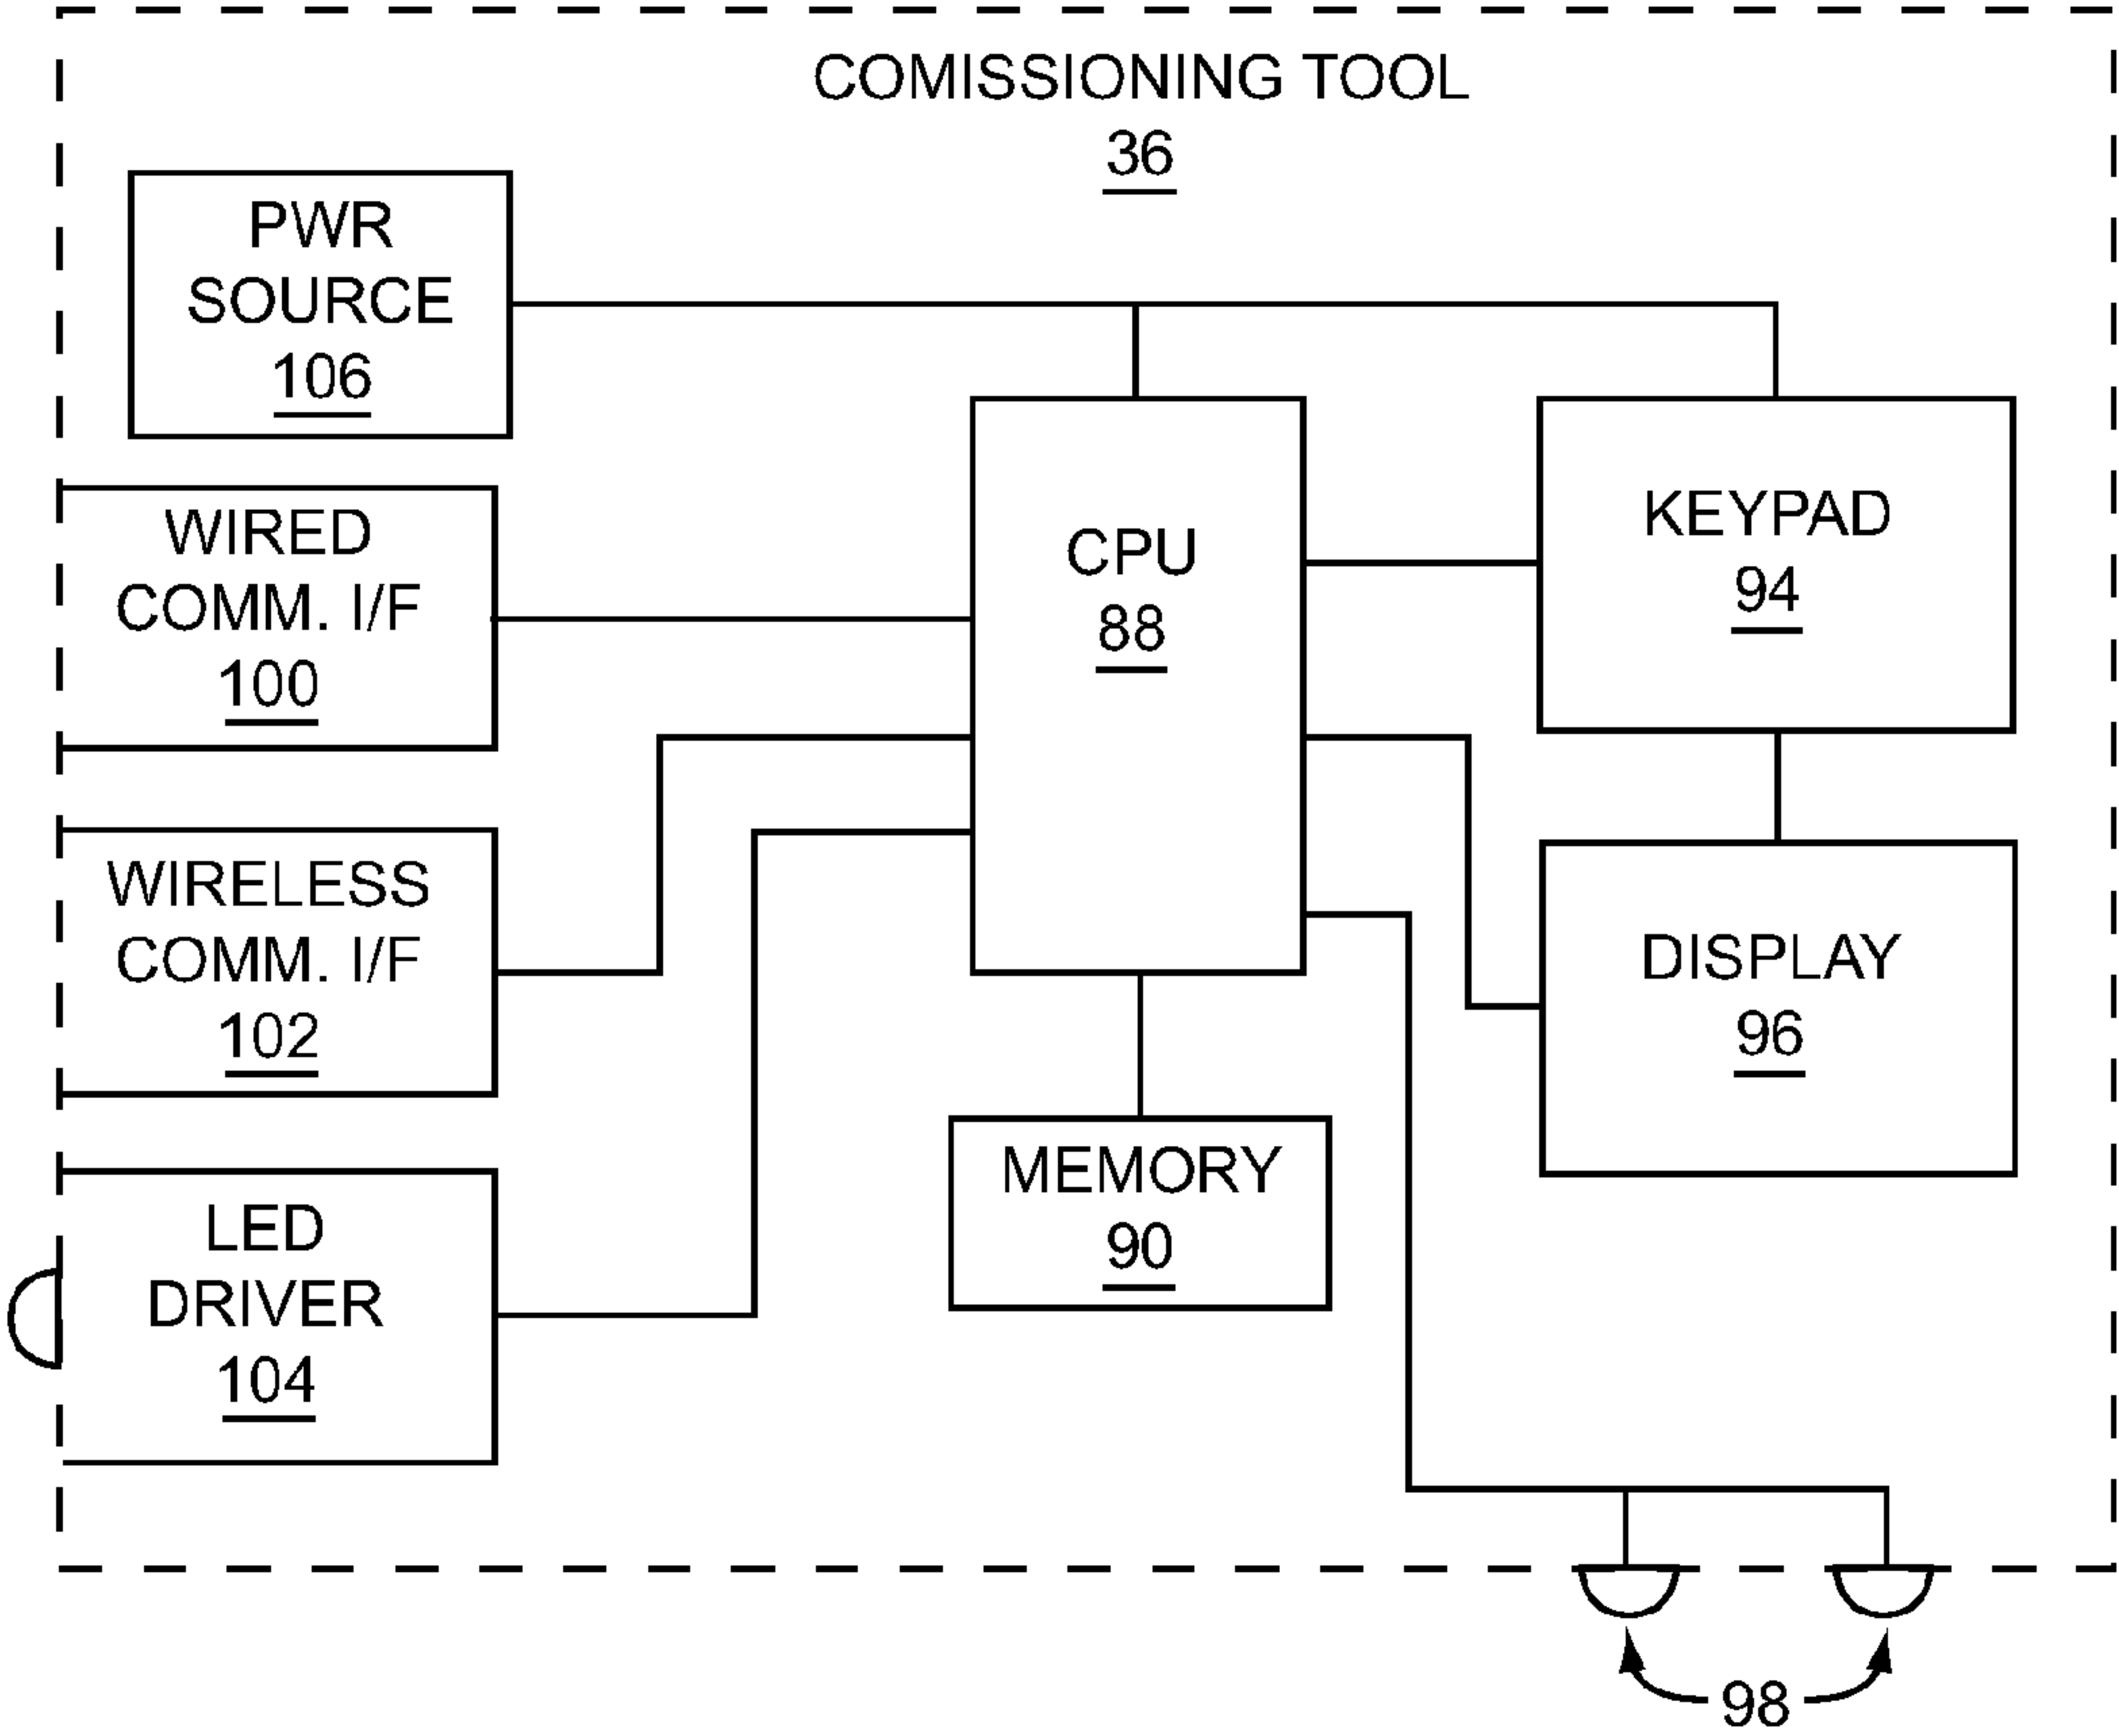 COMISSIONING TOOL
36
PWR
SOURCE
106
WIRED
COMM. I/F
100
CPU
88
KEYPAD
94
WIRELESS
COMM. I/F
102
DISPLAY
96
MEMORY
90
LED
DRIVER
104
98